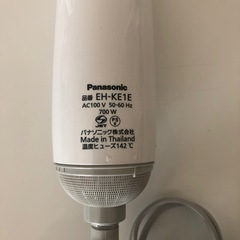 Panasonic
品番 EH-KE1E
AC100 V 50-60 Hz
700 W
パナソニック株式会社
Made in Thailand
温度ヒューズ142 ℃